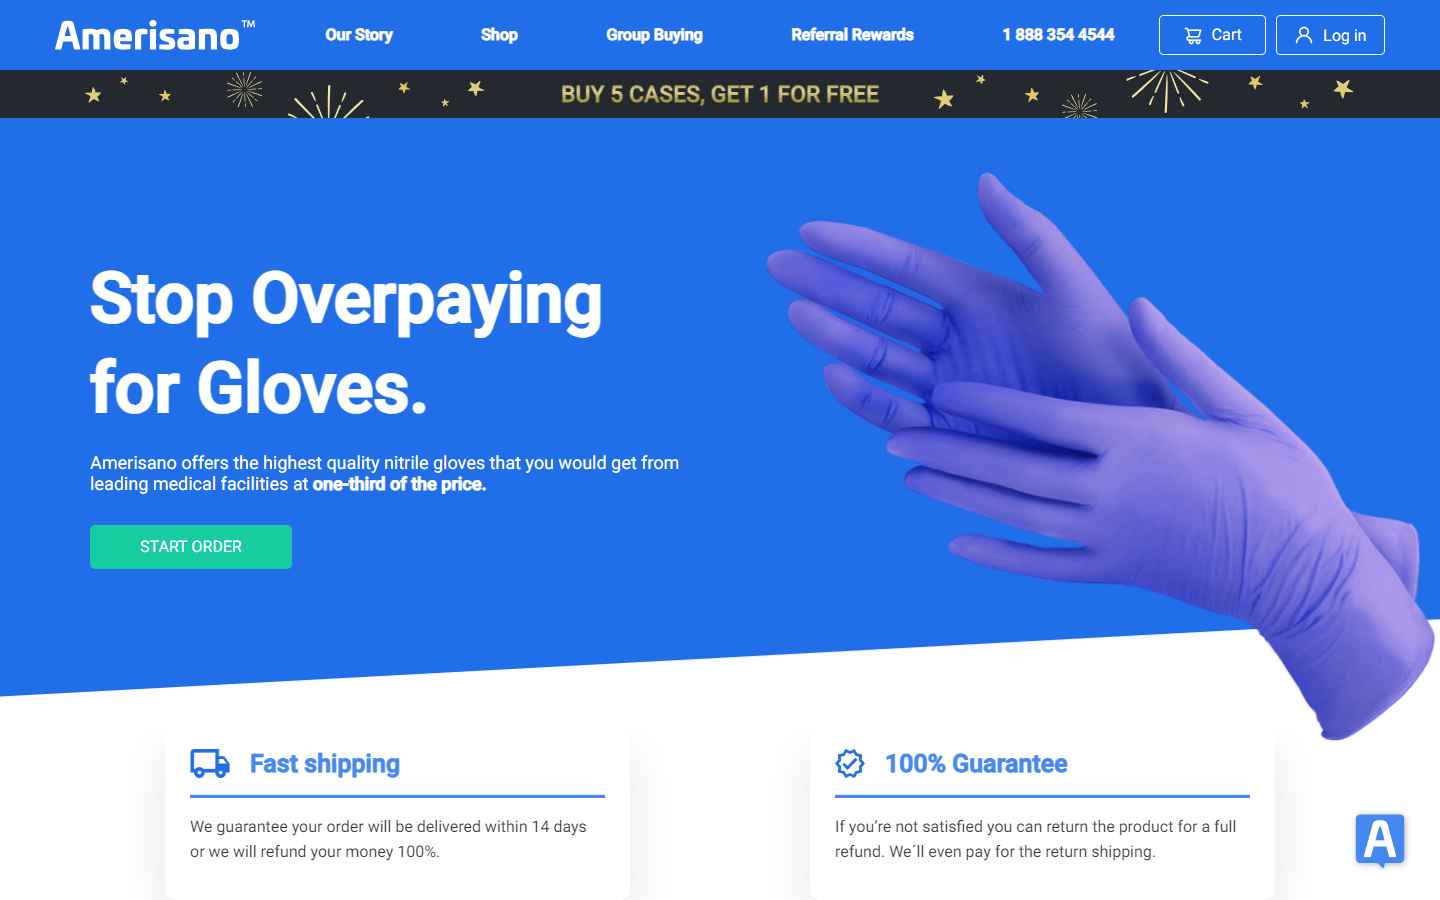 Amerisano™
Our Story
Shop
Group Buying
Referral Rewards
1 888 354 4544
Cart
Log in
BUY 5 CASES, GET 1 FOR FREE
Stop Overpaying
for Gloves.
Amerisano offers the highest quality nitrile gloves that you would get from
leading medical facilities at one-third of the price.
START ORDER
Fast shipping
We guarantee your order will be delivered within 14 days
or we will refund your money 100%.
100% Guarantee
If you’re not satisfied you can return the product for a full
refund. We´ll even pay for the return shipping.
A